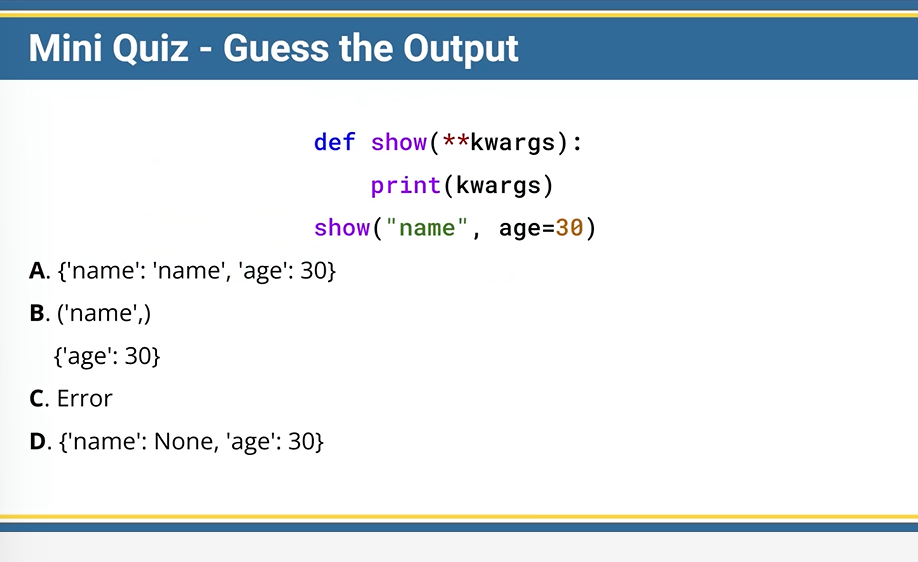 Mini Quiz - Guess the Output
def show(**kwargs):
    print(kwargs)
show("name", age=30)
A. {'name': 'name', 'age': 30}
B. ('name',)
{'age': 30}
C. Error
D. {'name': None, 'age': 30}